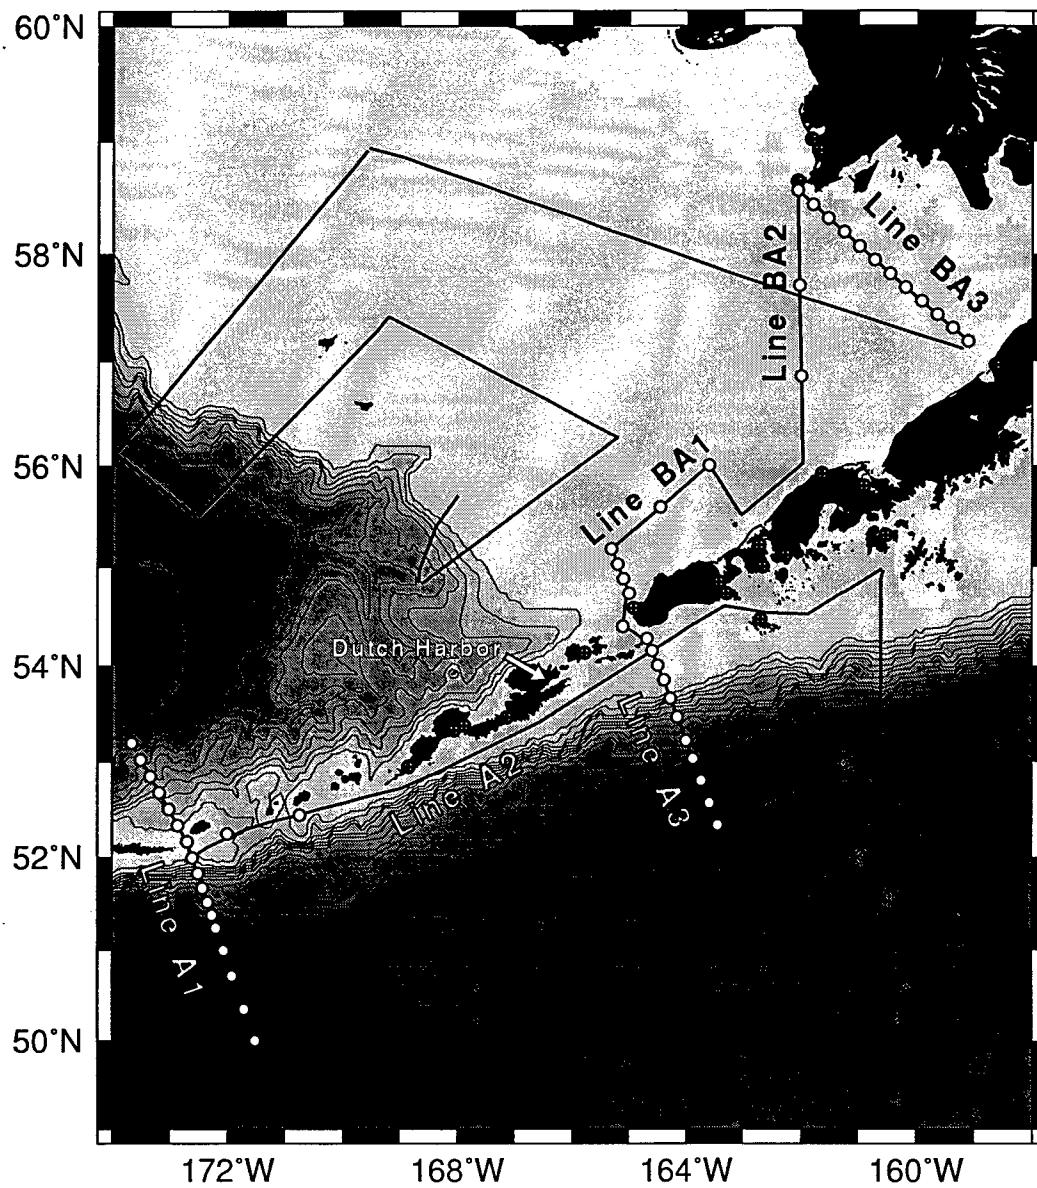 60°N
58°N
56°N
54°N
52°N
50°N
172°W
168°W
164°W
160°W
Line BA2
Line BA3
Line BA1
Dutch Harbor
Line A2
Line A3
Line A1